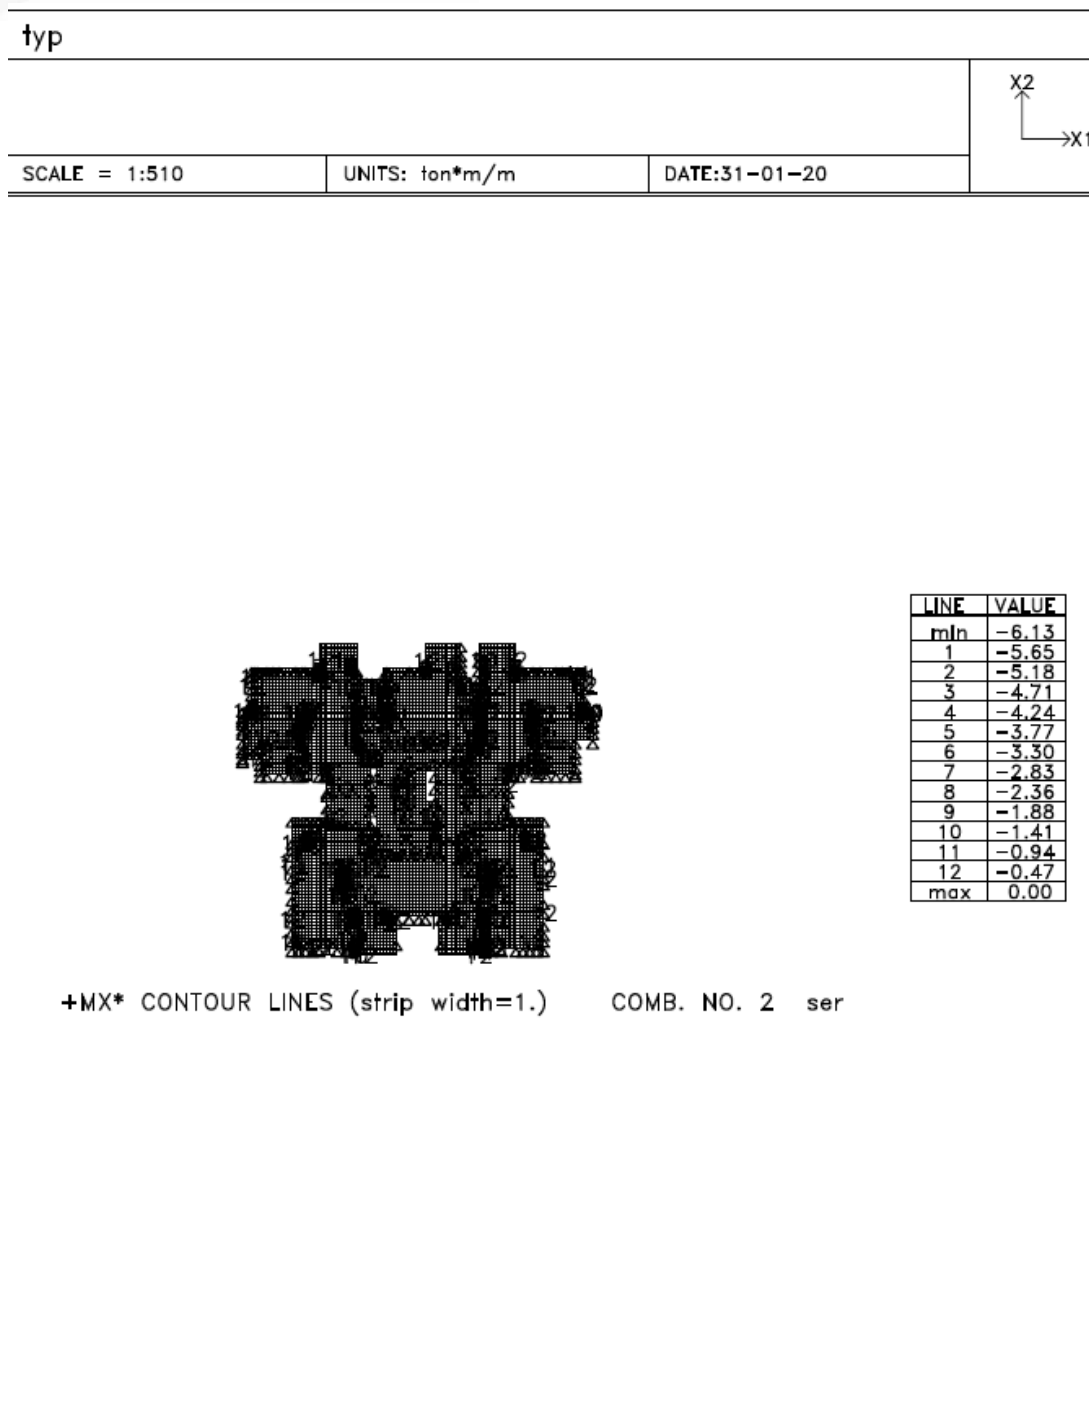 typ
X2
X1
SCALE = 1:510
UNITS: ton*m/m
DATE:31-01-20
LINE VALUE
min -6.13
1 -5.65
2 -5.18
3 -4.71
4 -4.24
5 -3.77
6 -3.30
7 -2.83
8 -2.36
9 -1.88
10 -1.41
11 -0.94
12 -0.47
max 0.00
+MX* CONTOUR LINES (strip width=1.) COMB. NO. 2 ser